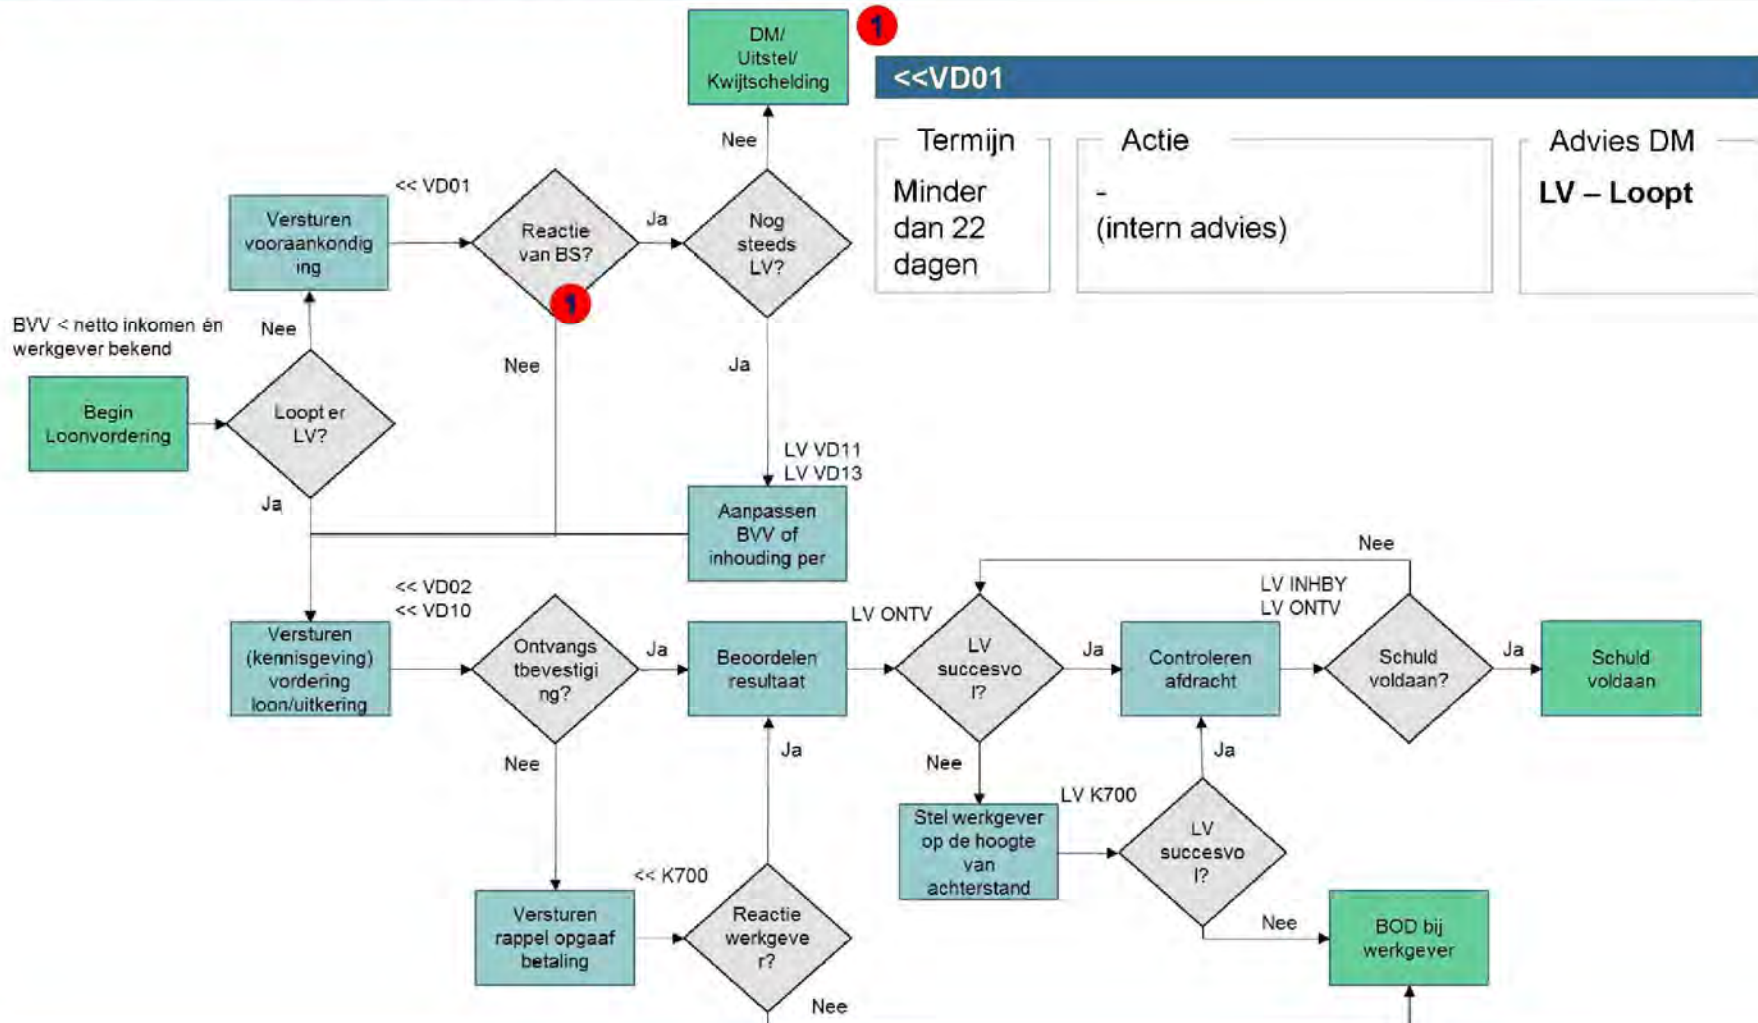 DM/
Uitstel/
Kwijtschelding
1
<<VD01
Termijn
Minder
dan 22
dagen
Actie
-
(intern advies)
Advies DM
LV – Loopt
Nee
<< VD01
Versturen
vooraankondig
ing
Reactie
van BS?
Ja
Nog
steeds
LV?
1
BVV < netto inkomen én
werkgever bekend
Nee
Nee
Ja
Begin
Loonvordering
Loopt er
LV?
Ja
LV VD11
LV VD13
Aanpassen
BVV of
inhouding per
<< VD02
<< VD10
Versturen
(kennisgeving)
vordering
loon/uitkering
Ontvangs
tbevestigi
ng?
Ja
Beoordelen
resultaat
LV ONTV
LV
succesvo
l?
Ja
Controleren
afdracht
Nee
LV INHBY
LV ONTV
Schuld
voldaan?
Ja
Schuld
voldaan
Nee
Ja
Nee
Ja
Stel werkgever
op de hoogte
van
achterstand
LV K700
LV
succesvo
l?
Versturen
rappel opgaaf
betaling
<< K700
Reactie
werkgeve
r?
Nee
BOD bij
werkgever
Nee